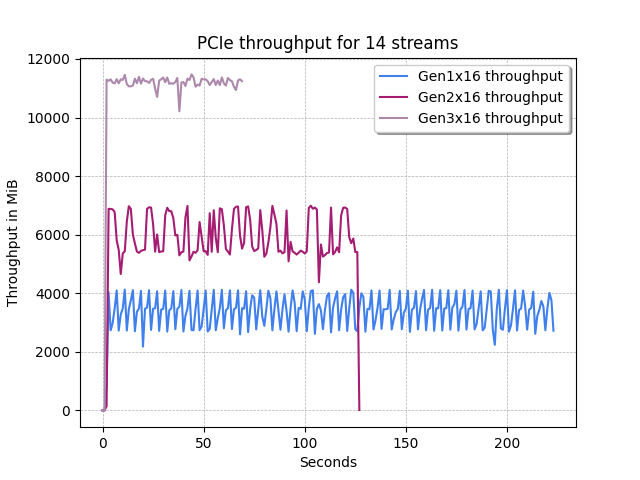 PCIe throughput for 14 streams
12000
10000
8000
6000
4000
2000
0
Throughput in MiB
Gen1x16 throughput
Gen2x16 throughput
Gen3x16 throughput
0 50 100 150 200
Seconds